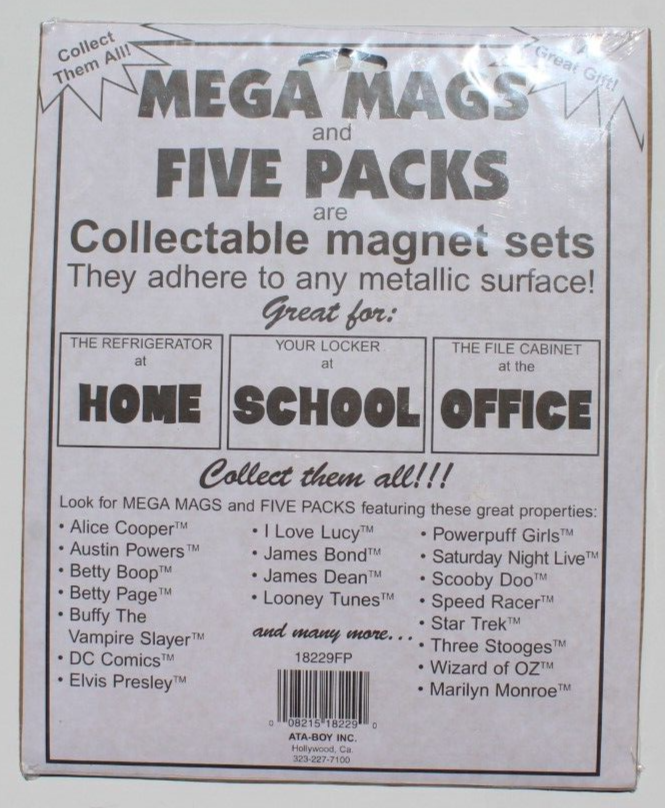 Collect
Them All!
Great Gift!
MEGA MAGS
and
FIVE PACKS
are
Collectable magnet sets
They adhere to any metallic surface!
Great for:
THE REFRIGERATOR
at
HOME
YOUR LOCKER
at
SCHOOL
THE FILE CABINET
at the
OFFICE
Collect them all!!!
Look for MEGA MAGS and FIVE PACKS featuring these great properties:
• Alice Cooper™
• Austin Powers™
• Betty Boop™
• Betty Page™
• Buffy The
Vampire Slayer™
• DC Comics™
• Elvis Presley™
• I Love Lucy™
• James Bond™
• James Dean™
• Looney Tunes™
and many more...
• Powerpuff Girls™
• Saturday Night Live™
• Scooby Doo™
• Speed Racer™
• Star Trek™
• Three Stooges™
• Wizard of OZ™
• Marilyn Monroe™
18229FP
0 08215 18229 0
ATA-BOY INC.
Hollywood, Ca.
323-227-7100